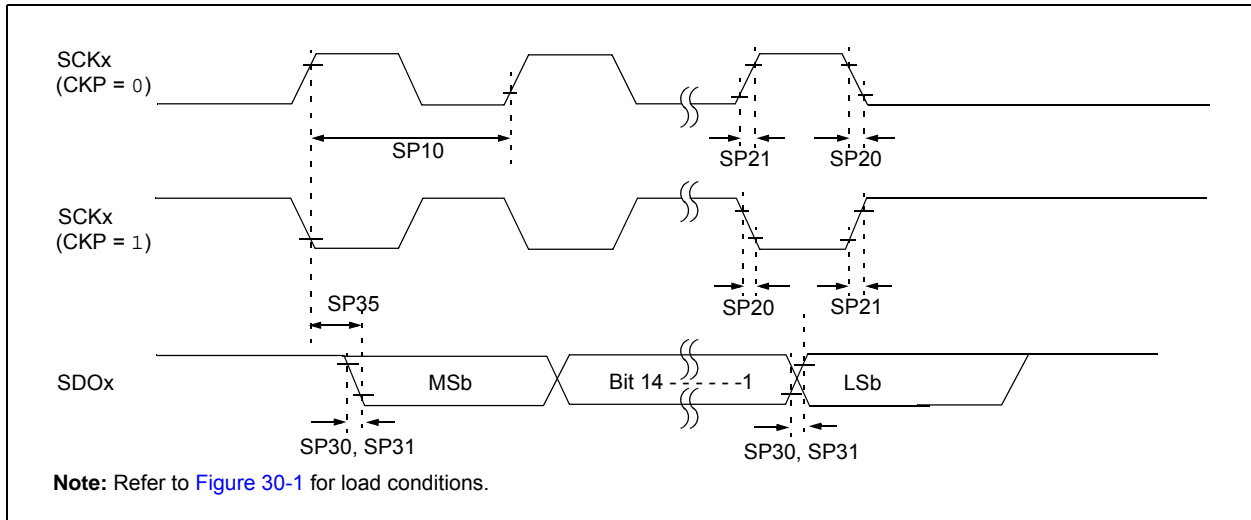 SCKx
(CKP = 0)
SP10
SP21
SP20
SCKx
(CKP = 1)
SP35
SP20
SP21
SDOx
MSb
Bit 14 - - - - - -1
LSb
SP30, SP31
SP30, SP31
Note: Refer to Figure 30-1 for load conditions.